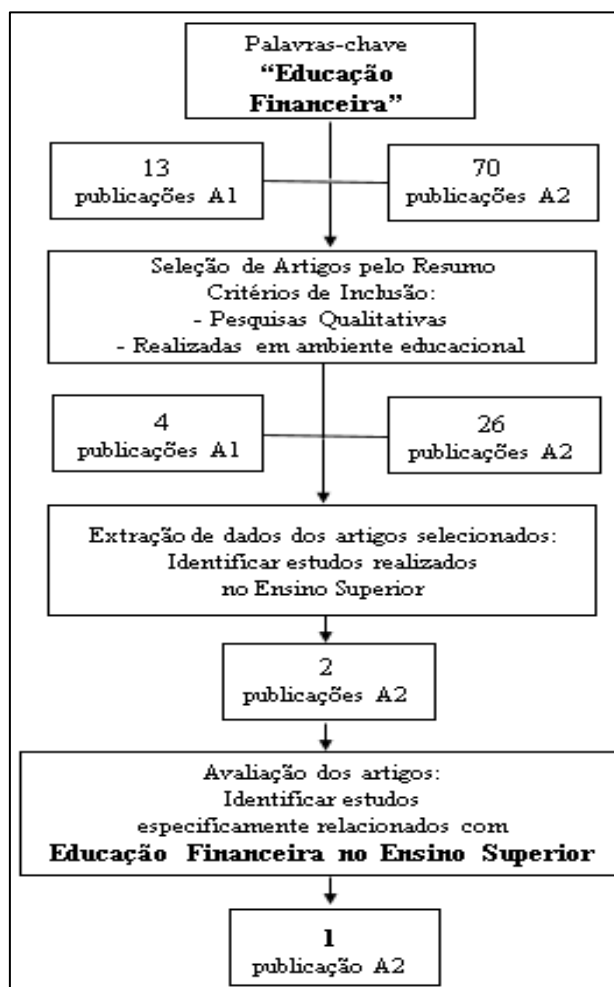 Palavras-chave
“Educação
Financeira”
13
publicações A1
70
publicações A2
Seleção de Artigos pelo Resumo
Critérios de Inclusão:
- Pesquisas Qualitativas
- Realizadas em ambiente educacional
4
publicações A1
26
publicações A2
Extração de dados dos artigos selecionados:
Identificar estudos realizados
no Ensino Superior
2
publicações A2
Avaliação dos artigos:
Identificar estudos
especificamente relacionados com
Educação Financeira no Ensino Superior
1
publicação A2